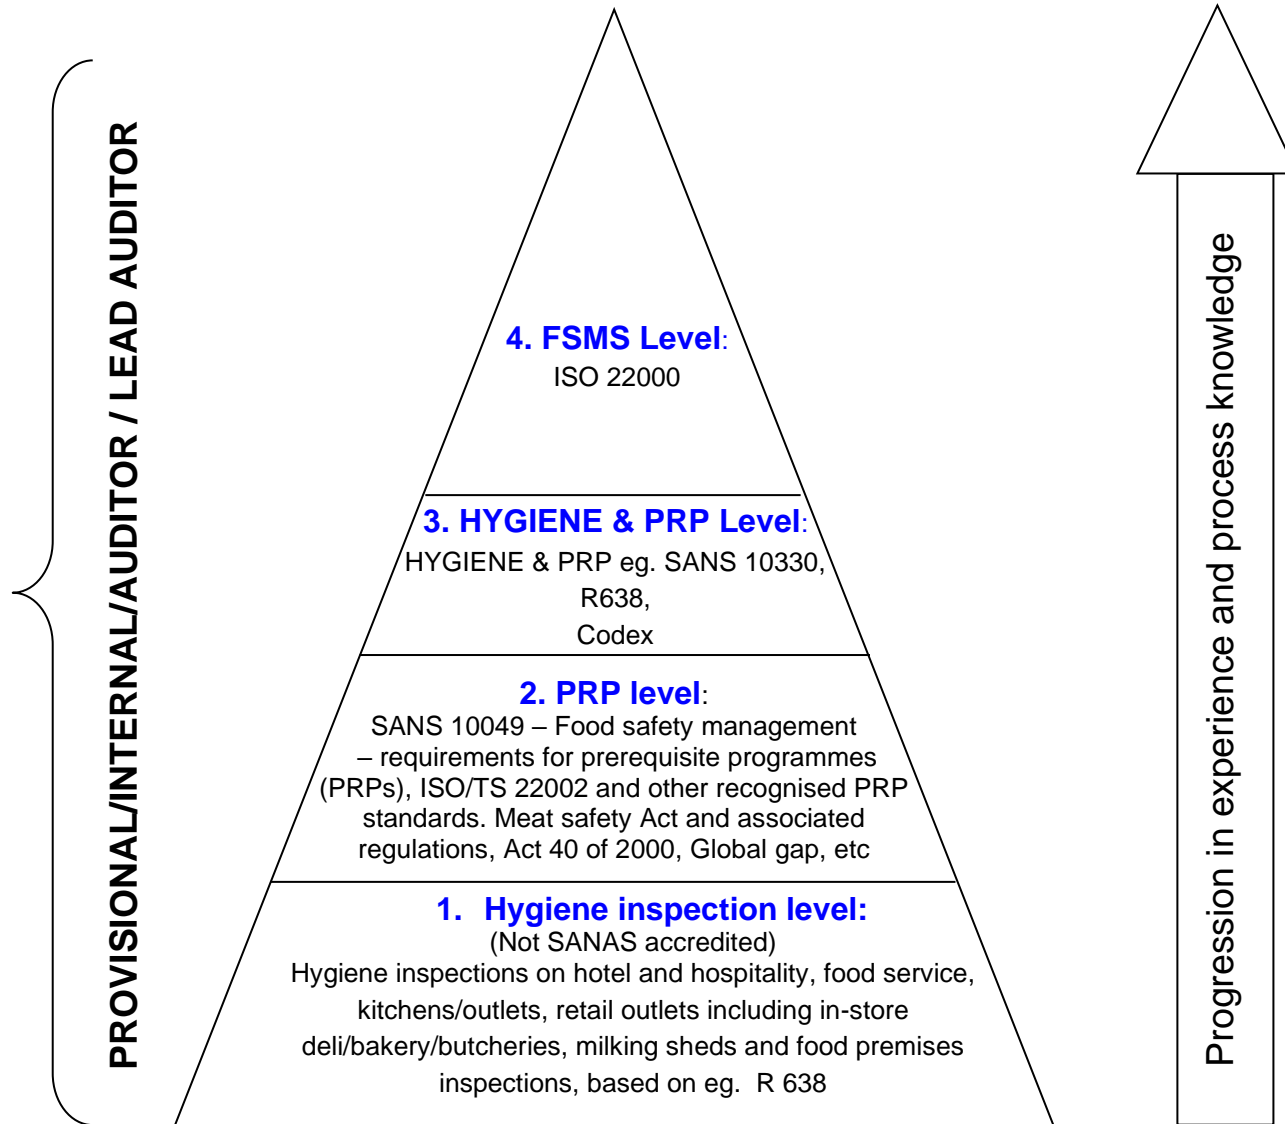 PROVISIONAL/INTERNAL/AUDITOR / LEAD AUDITOR
4. FSMS Level:
ISO 22000
3. HYGIENE & PRP Level:
HYGIENE & PRP eg. SANS 10330,
R638,
Codex
2. PRP level:
SANS 10049 – Food safety management
– requirements for prerequisite programmes
(PRPs), ISO/TS 22002 and other recognised PRP
standards. Meat safety Act and associated
regulations, Act 40 of 2000, Global gap, etc
1. Hygiene inspection level:
(Not SANAS accredited)
Hygiene inspections on hotel and hospitality, food service,
kitchens/outlets, retail outlets including in-store
deli/bakery/butcheries, milking sheds and food premises
inspections, based on eg. R 638
Progression in experience and process knowledge